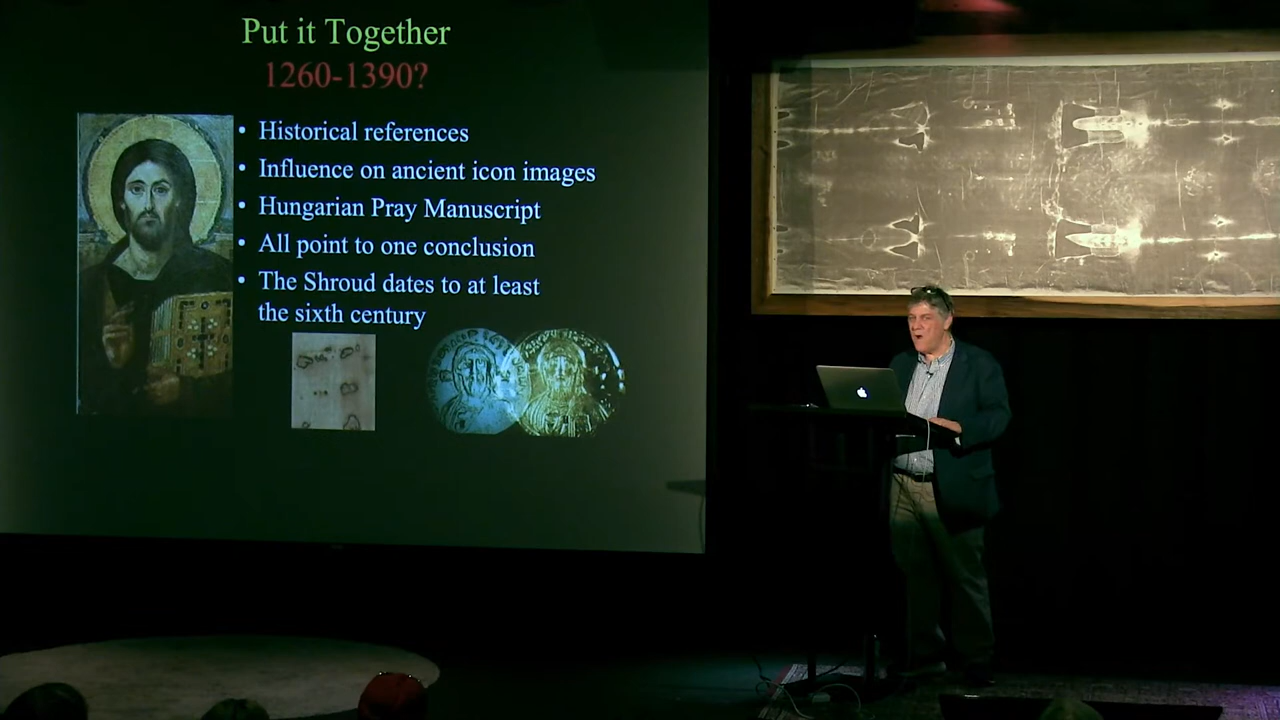 Put it Together
1260-1390?
• Historical references
• Influence on ancient icon images
• Hungarian Pray Manuscript
• All point to one conclusion
• The Shroud dates to at least
the sixth century